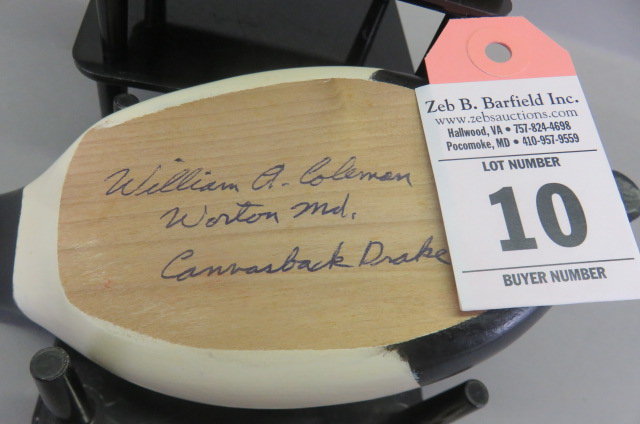 William A. Coleman
Worton Md.
Canvasback Drake
Zeb B. Barfield Inc.
www.zebsauctions.com
Hallwood, VA • 757-824-4698
Pocomoke, MD • 410-957-9559
LOT NUMBER
10
BUYER NUMBER